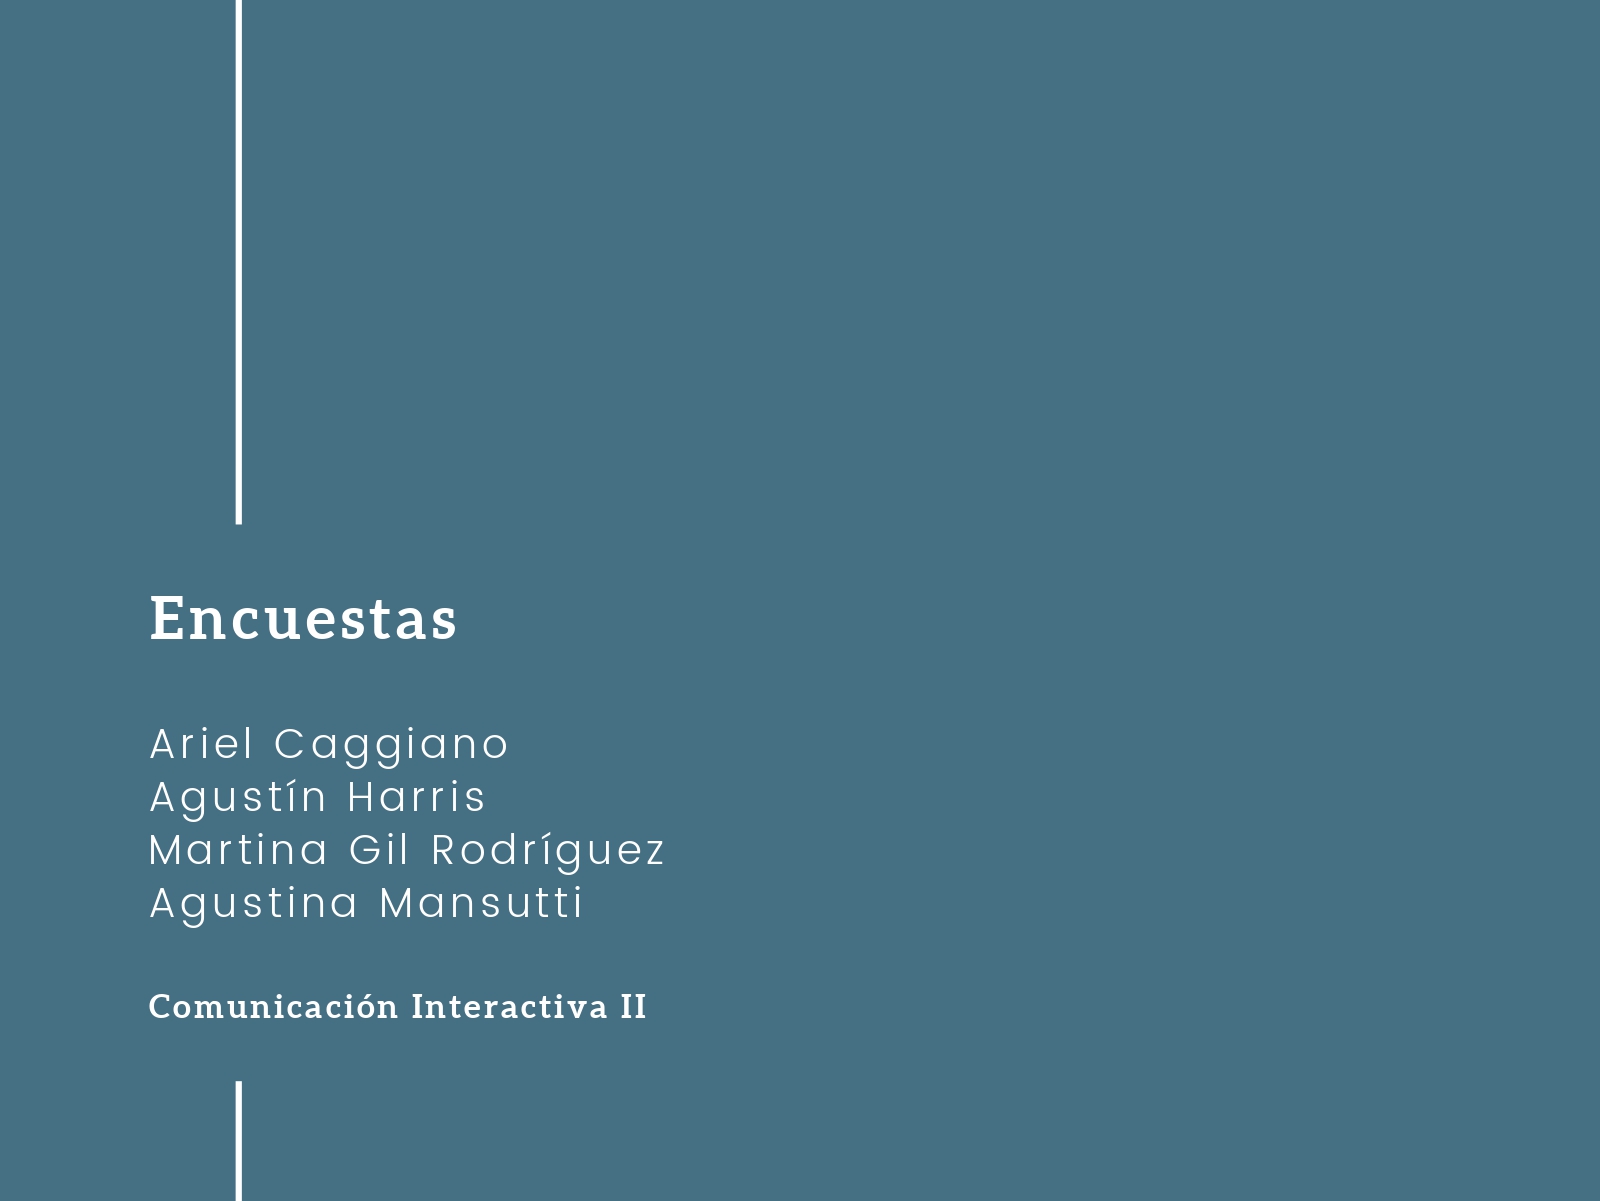 Encuestas
Ariel Caggiano
Agustín Harris
Martina Gil Rodríguez
Agustina Mansutti
Comunicación Interactiva II